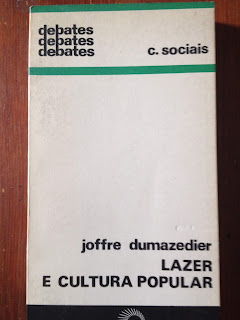 debates
debates
debates
c. sociais
joffre dumazedier
LAZER
E CULTURA POPULAR